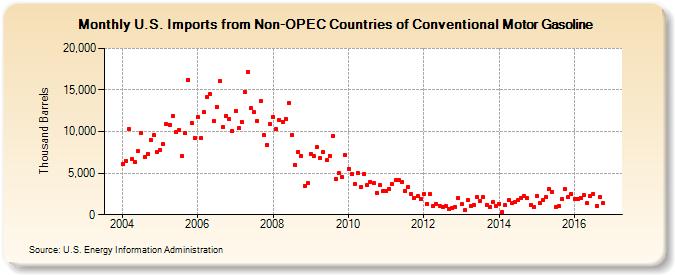 Monthly U.S. Imports from Non-OPEC Countries of Conventional Motor Gasoline
Thousand Barrels
20,000
15,000
10,000
5,000
0
2004 2006 2008 2010 2012 2014 2016
Source: U.S. Energy Information Administration